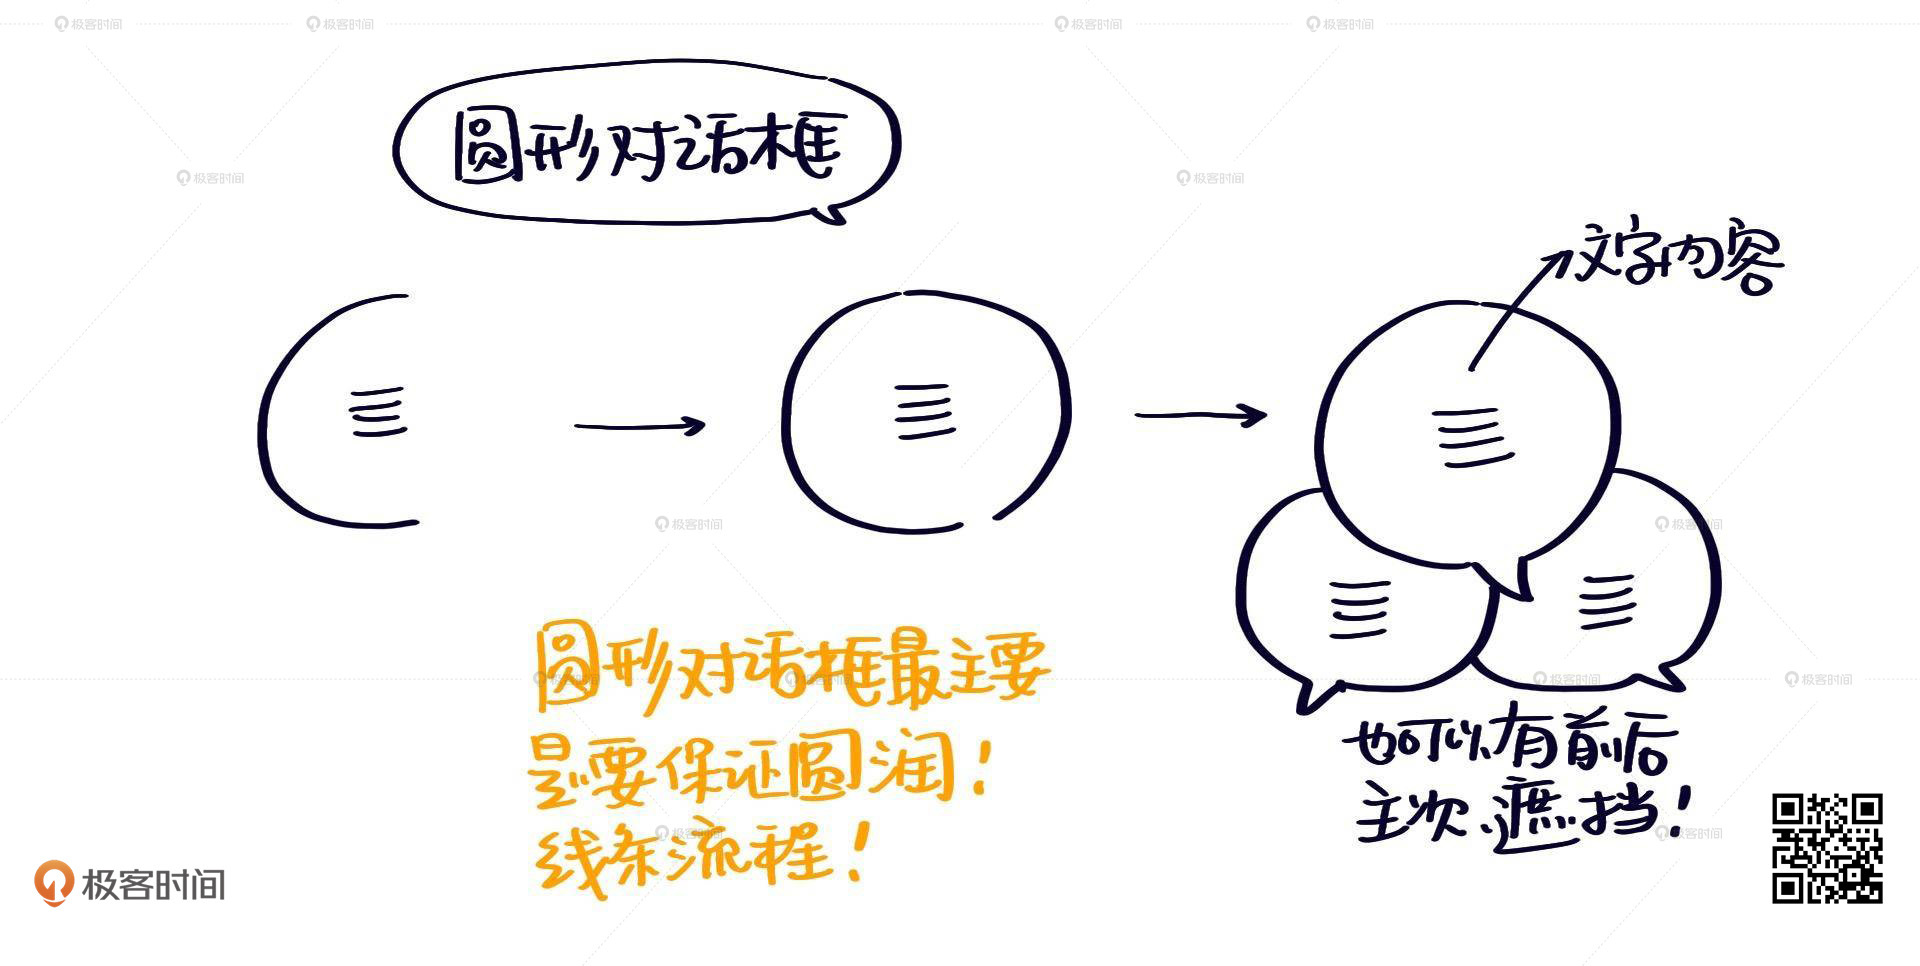 圆形对话框
文字内容
圆形对话框最主要
是要保证圆润！
线条流程！
也可以有前后
主次遮挡！
极客时间